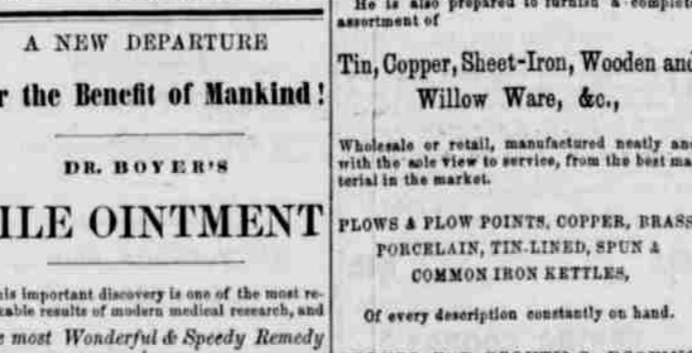 A NEW DEPARTURE
r the Benefit of Mankind!
DR. BOYER'S
ILE OINTMENT
is important discovery is one of the most re-
able results of modern medical research, and
most Wonderful & Speedy Remedy
He is also prepared to furnish a complet
assortment of
Tin, Copper, Sheet-Iron, Wooden and
Willow Ware, &c.,
Wholesale or retail, manufactured neatly an
with the sole view to service, from the best ma
terial in the market.
PLOWS & PLOW POINTS, COPPER, BRASS
PORCELAIN, TIN-LINED, SPUN &
COMMON IRON KETTLES,
Of every description constantly on hand.